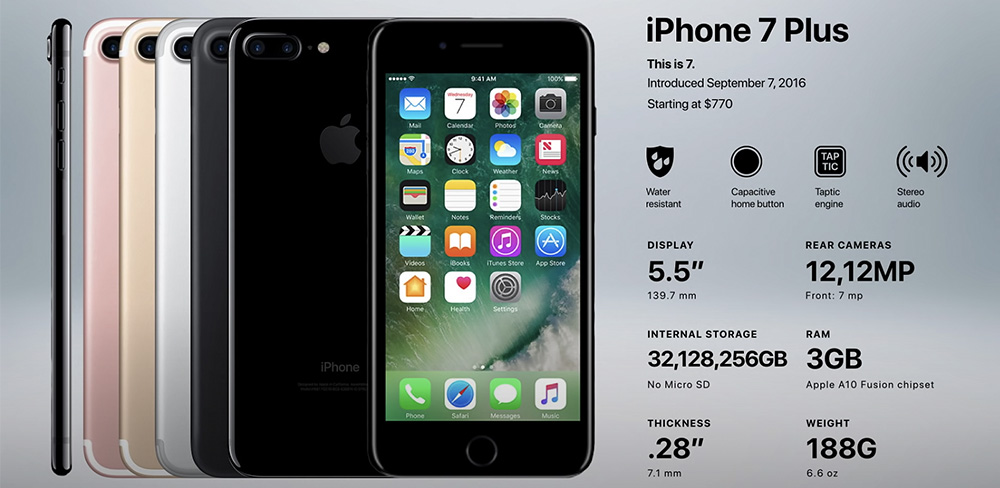 iPhone 7 Plus
This is 7.
Introduced September 7, 2016
Starting at $770
TAP
TIC
Water
resistant
Capacitive
home button
Taptic
engine
Stereo
audio
DISPLAY
5.5″
139.7 mm
REAR CAMERAS
12,12MP
Front: 7 mp
INTERNAL STORAGE
32,128,256GB
No Micro SD
RAM
3GB
Apple A10 Fusion chipset
THICKNESS
.28″
7.1 mm
WEIGHT
188G
6.6 oz
9:41 AM
100%
Wednesday
7
280
Mail
Calendar
Photos
Camera
Maps
Clock
Weather
News
Wallet
Notes
Reminders
Stocks
Videos
iBooks
iTunes Store
App Store
Home
Health
Settings
Phone
Safari
Messages
Music
iPhone